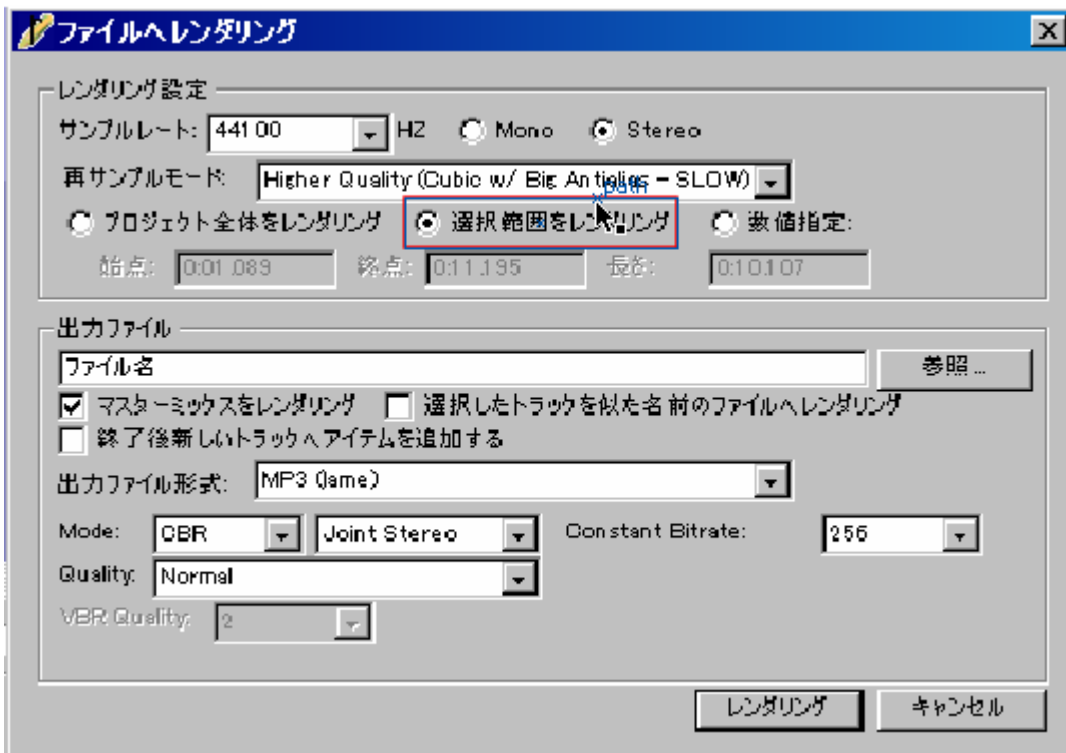 ファイルへレンダリング
レンダリング設定
サンプルレート: 44100 HZ Mono Stereo
再サンプルモード: Higher Quality (Cubic w/ Big Antialias - SLOW)
path
プロジェクト全体をレンダリング 選択範囲をレンダリング 数値指定:
始点: 0:01.089 終点: 0:11.195 長さ: 0:10.107
出力ファイル
ファイル名 参照...
マスターミックスをレンダリング 選択したトラックを似た名前のファイルへレンダリング
終了後新しいトラックへアイテムを追加する
出力ファイル形式: MP3 (lame)
Mode: CBR Joint Stereo Constant Bitrate: 256
Quality: Normal
VBR Quality: 2
レンダリング キャンセル